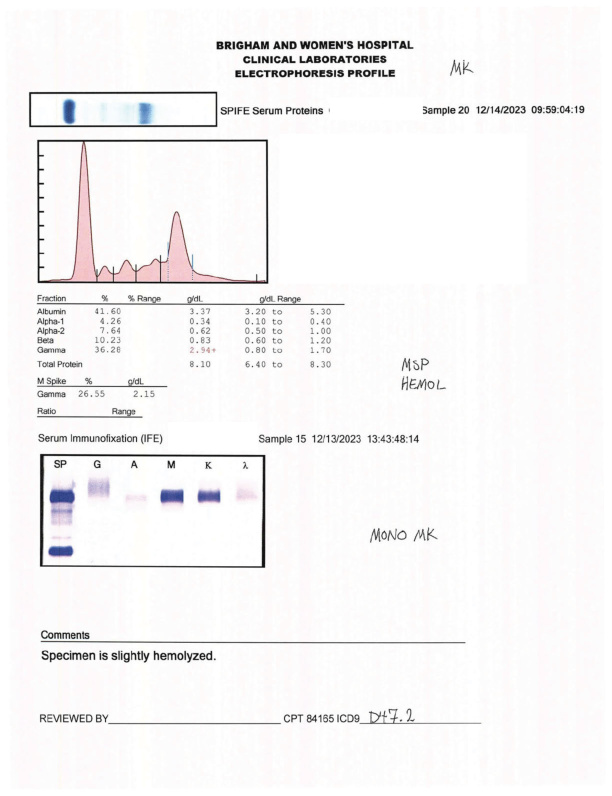 BRIGHAM AND WOMEN'S HOSPITAL
CLINICAL LABORATORIES
ELECTROPHORESIS PROFILE
MK
SPIFE Serum Proteins
Sample 20 12/14/2023 09:59:04:19
Fraction % % Range g/dL g/dL Range
Albumin 41.60 3.37 3.20 to 5.30
Alpha-1 4.26 0.34 0.10 to 0.40
Alpha-2 7.64 0.62 0.50 to 1.00
Beta 10.23 0.83 0.60 to 1.20
Gamma 36.28 2.94+ 0.80 to 1.70
Total Protein 8.10 6.40 to 8.30
MSP
HEMOL
M Spike % g/dL
Gamma 26.55 2.15
Ratio Range
Serum Immunofixation (IFE)
Sample 15 12/13/2023 13:43:48:14
SP G A M K λ
MONO MK
Comments
Specimen is slightly hemolyzed.
REVIEWED BY CPT 84165 ICD9 D47.2